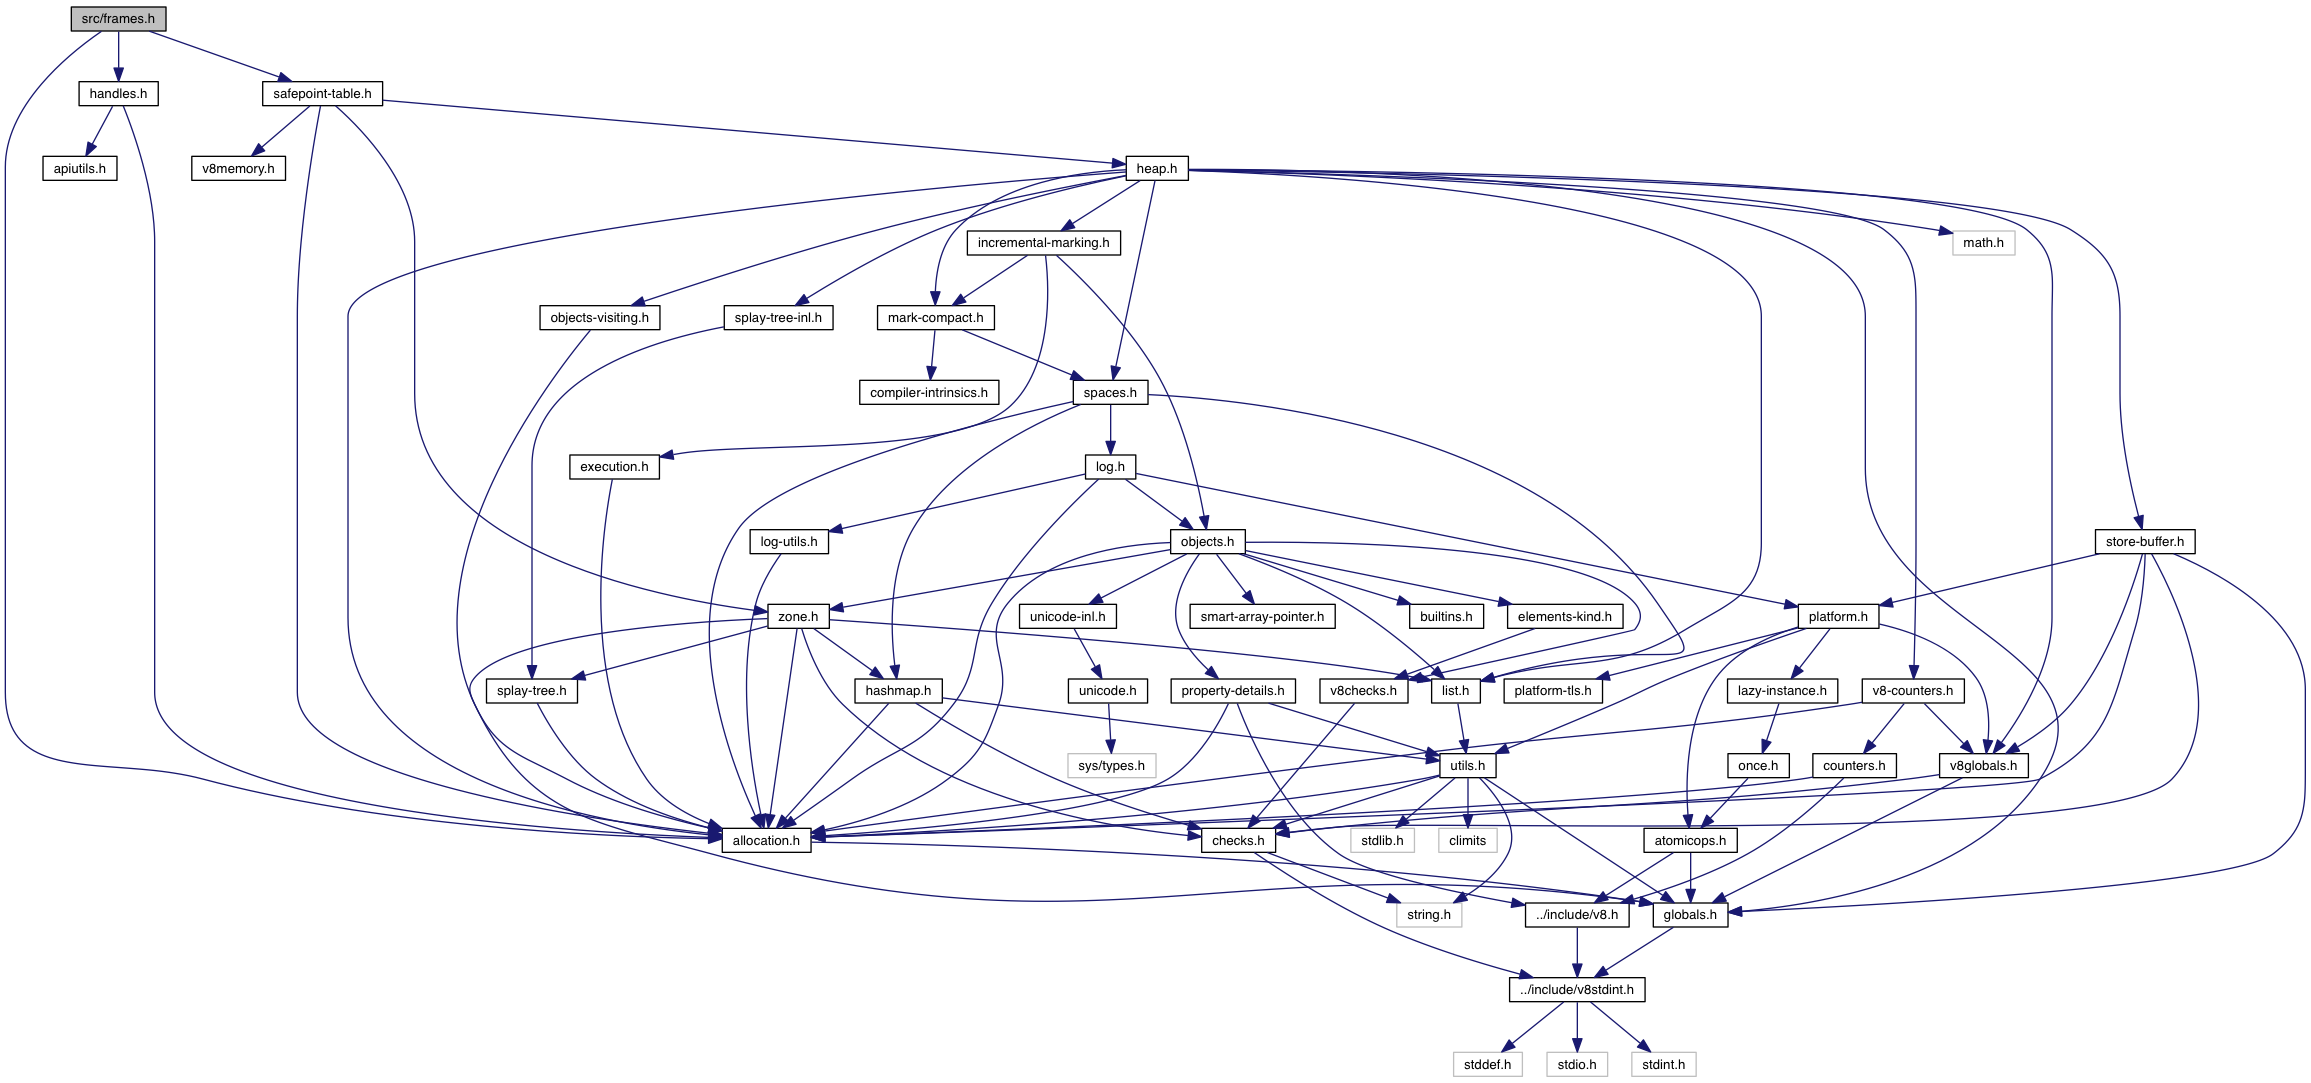 src/frames.h
handles.h
safepoint-table.h
apiutils.h
v8memory.h
heap.h
incremental-marking.h
math.h
objects-visiting.h
splay-tree-inl.h
mark-compact.h
compiler-intrinsics.h
spaces.h
execution.h
log.h
log-utils.h
objects.h
store-buffer.h
zone.h
unicode-inl.h
smart-array-pointer.h
builtins.h
elements-kind.h
platform.h
splay-tree.h
hashmap.h
unicode.h
property-details.h
v8checks.h
list.h
platform-tls.h
lazy-instance.h
v8-counters.h
sys/types.h
utils.h
once.h
counters.h
v8globals.h
allocation.h
checks.h
stdlib.h
climits
atomicops.h
string.h
../include/v8.h
globals.h
../include/v8stdint.h
stddef.h
stdio.h
stdint.h